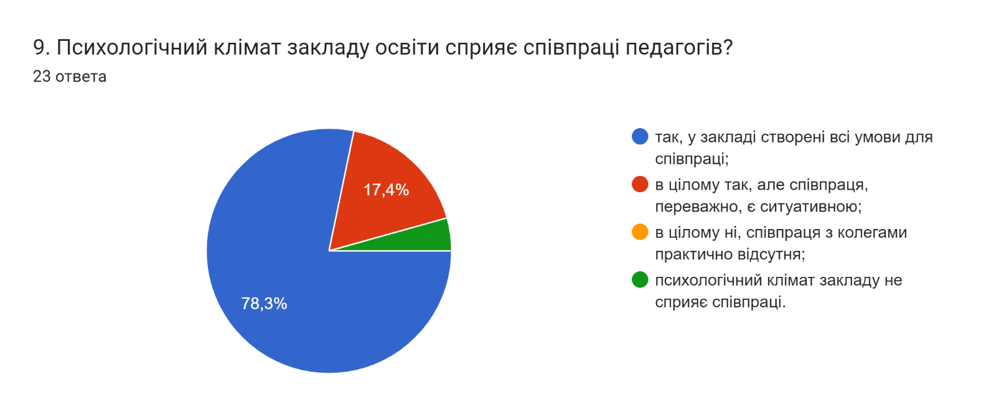 9. Психологічний клімат закладу освіти сприяє співпраці педагогів?
23 ответа
17,4%
78,3%
так, у закладі створені всі умови для
співпраці;
в цілому так, але співпраця,
переважно, є ситуативною;
в цілому ні, співпраця з колегами
практично відсутня;
психологічний клімат закладу не
сприяє співпраці.